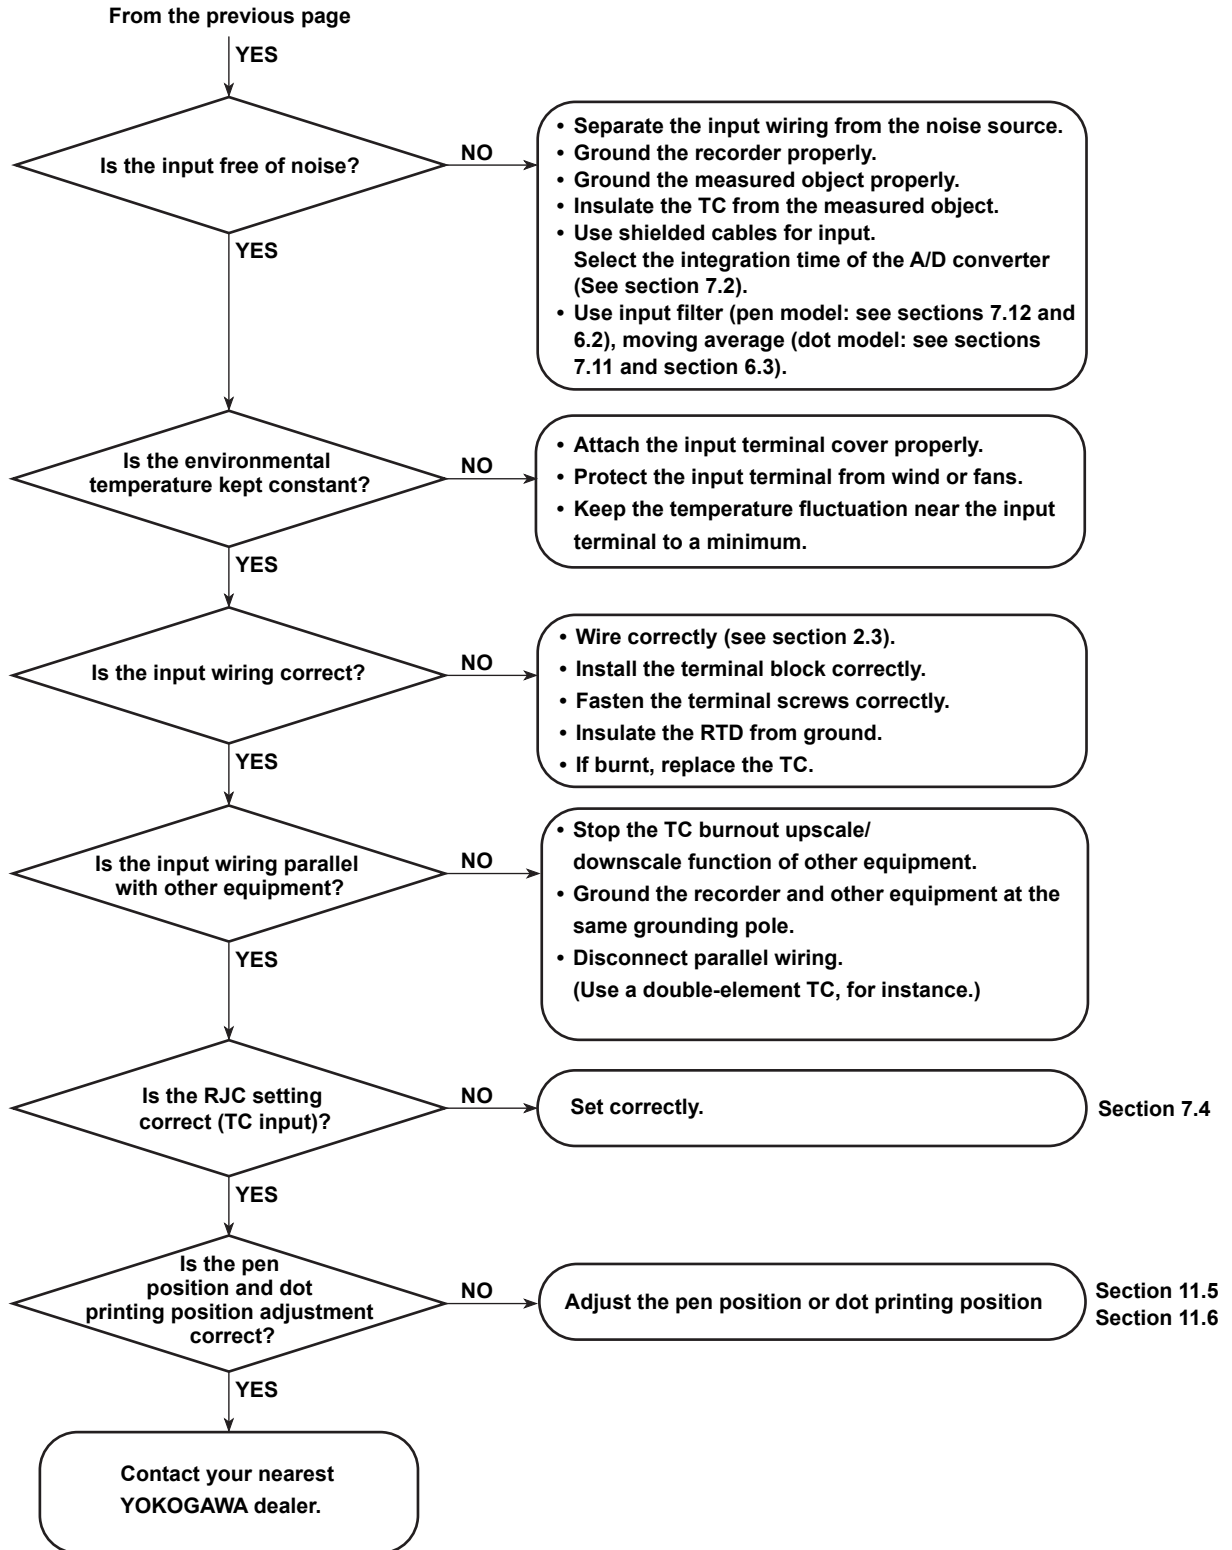 From the previous page
YES
Is the input free of noise?
NO
• Separate the input wiring from the noise source.
• Ground the recorder properly.
• Ground the measured object properly.
• Insulate the TC from the measured object.
• Use shielded cables for input.
Select the integration time of the A/D converter
(See section 7.2).
• Use input filter (pen model: see sections 7.12 and
6.2), moving average (dot model: see sections
7.11 and section 6.3).
YES
Is the environmental
temperature kept constant?
NO
• Attach the input terminal cover properly.
• Protect the input terminal from wind or fans.
• Keep the temperature fluctuation near the input
terminal to a minimum.
YES
Is the input wiring correct?
NO
• Wire correctly (see section 2.3).
• Install the terminal block correctly.
• Fasten the terminal screws correctly.
• Insulate the RTD from ground.
• If burnt, replace the TC.
YES
Is the input wiring parallel
with other equipment?
NO
• Stop the TC burnout upscale/
downscale function of other equipment.
• Ground the recorder and other equipment at the
same grounding pole.
• Disconnect parallel wiring.
(Use a double-element TC, for instance.)
YES
Is the RJC setting
correct (TC input)?
NO
Set correctly.
Section 7.4
YES
Is the pen
position and dot
printing position adjustment
correct?
NO
Adjust the pen position or dot printing position
Section 11.5
Section 11.6
YES
Contact your nearest
YOKOGAWA dealer.